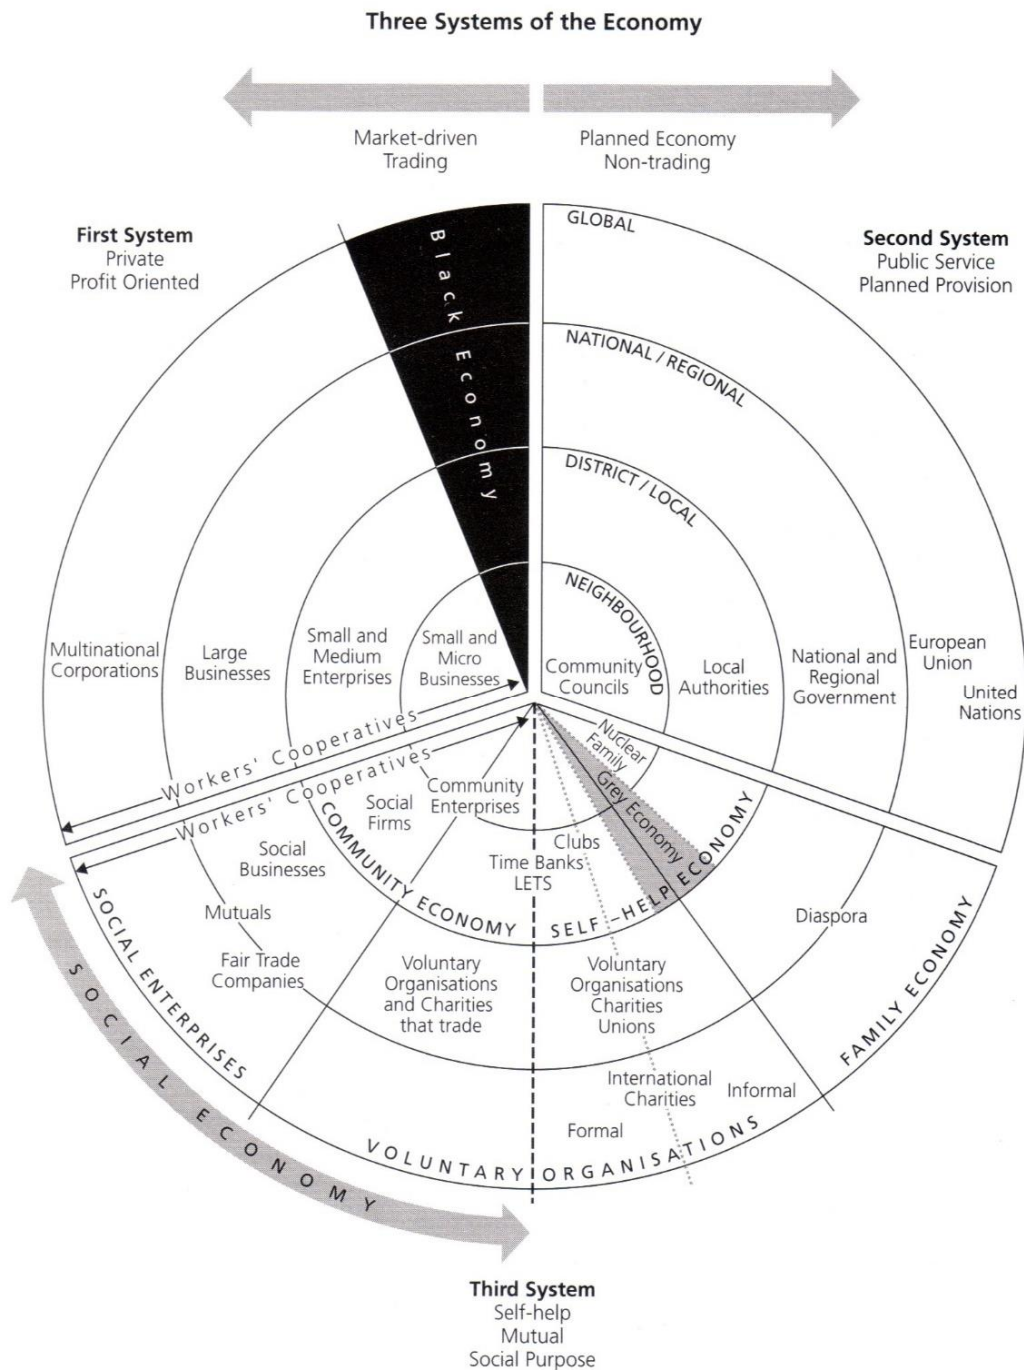 Three Systems of the Economy
Market-driven
Trading
Planned Economy
Non-trading
First System
Private
Profit Oriented
Second System
Public Service
Planned Provision
Black Economy
GLOBAL
NATIONAL / REGIONAL
DISTRICT / LOCAL
NEIGHBOURHOOD
Multinational
Corporations
Large
Businesses
Small and
Medium
Enterprises
Small and
Micro
Businesses
Community
Councils
Local
Authorities
National and
Regional
Government
European
Union
United
Nations
Workers' Cooperatives
Workers' Cooperatives
Nuclear
Family
Grey Economy
Community
Enterprises
Social
Firms
Social
Businesses
Mutuals
Fair Trade
Companies
Clubs
Time Banks
LETS
COMMUNITY ECONOMY
SELF-HELP ECONOMY
Voluntary
Organisations
and Charities
that trade
Voluntary
Organisations
Charities
Unions
Diaspora
International
Charities
Informal
Formal
SOCIAL ENTERPRISES
VOLUNTARY ORGANISATIONS
FAMILY ECONOMY
SOCIAL ECONOMY
Third System
Self-help
Mutual
Social Purpose